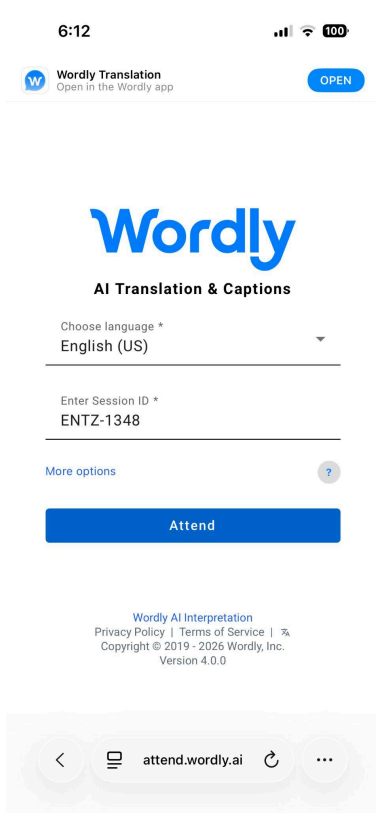 6:12
100
Wordly Translation
Open in the Wordly app
OPEN
W
Wordly
AI Translation & Captions
Choose language *
English (US)
Enter Session ID *
ENTZ-1348
More options
?
Attend
Wordly AI Interpretation
Privacy Policy | Terms of Service |
Copyright © 2019 - 2026 Wordly, Inc.
Version 4.0.0
attend.wordly.ai